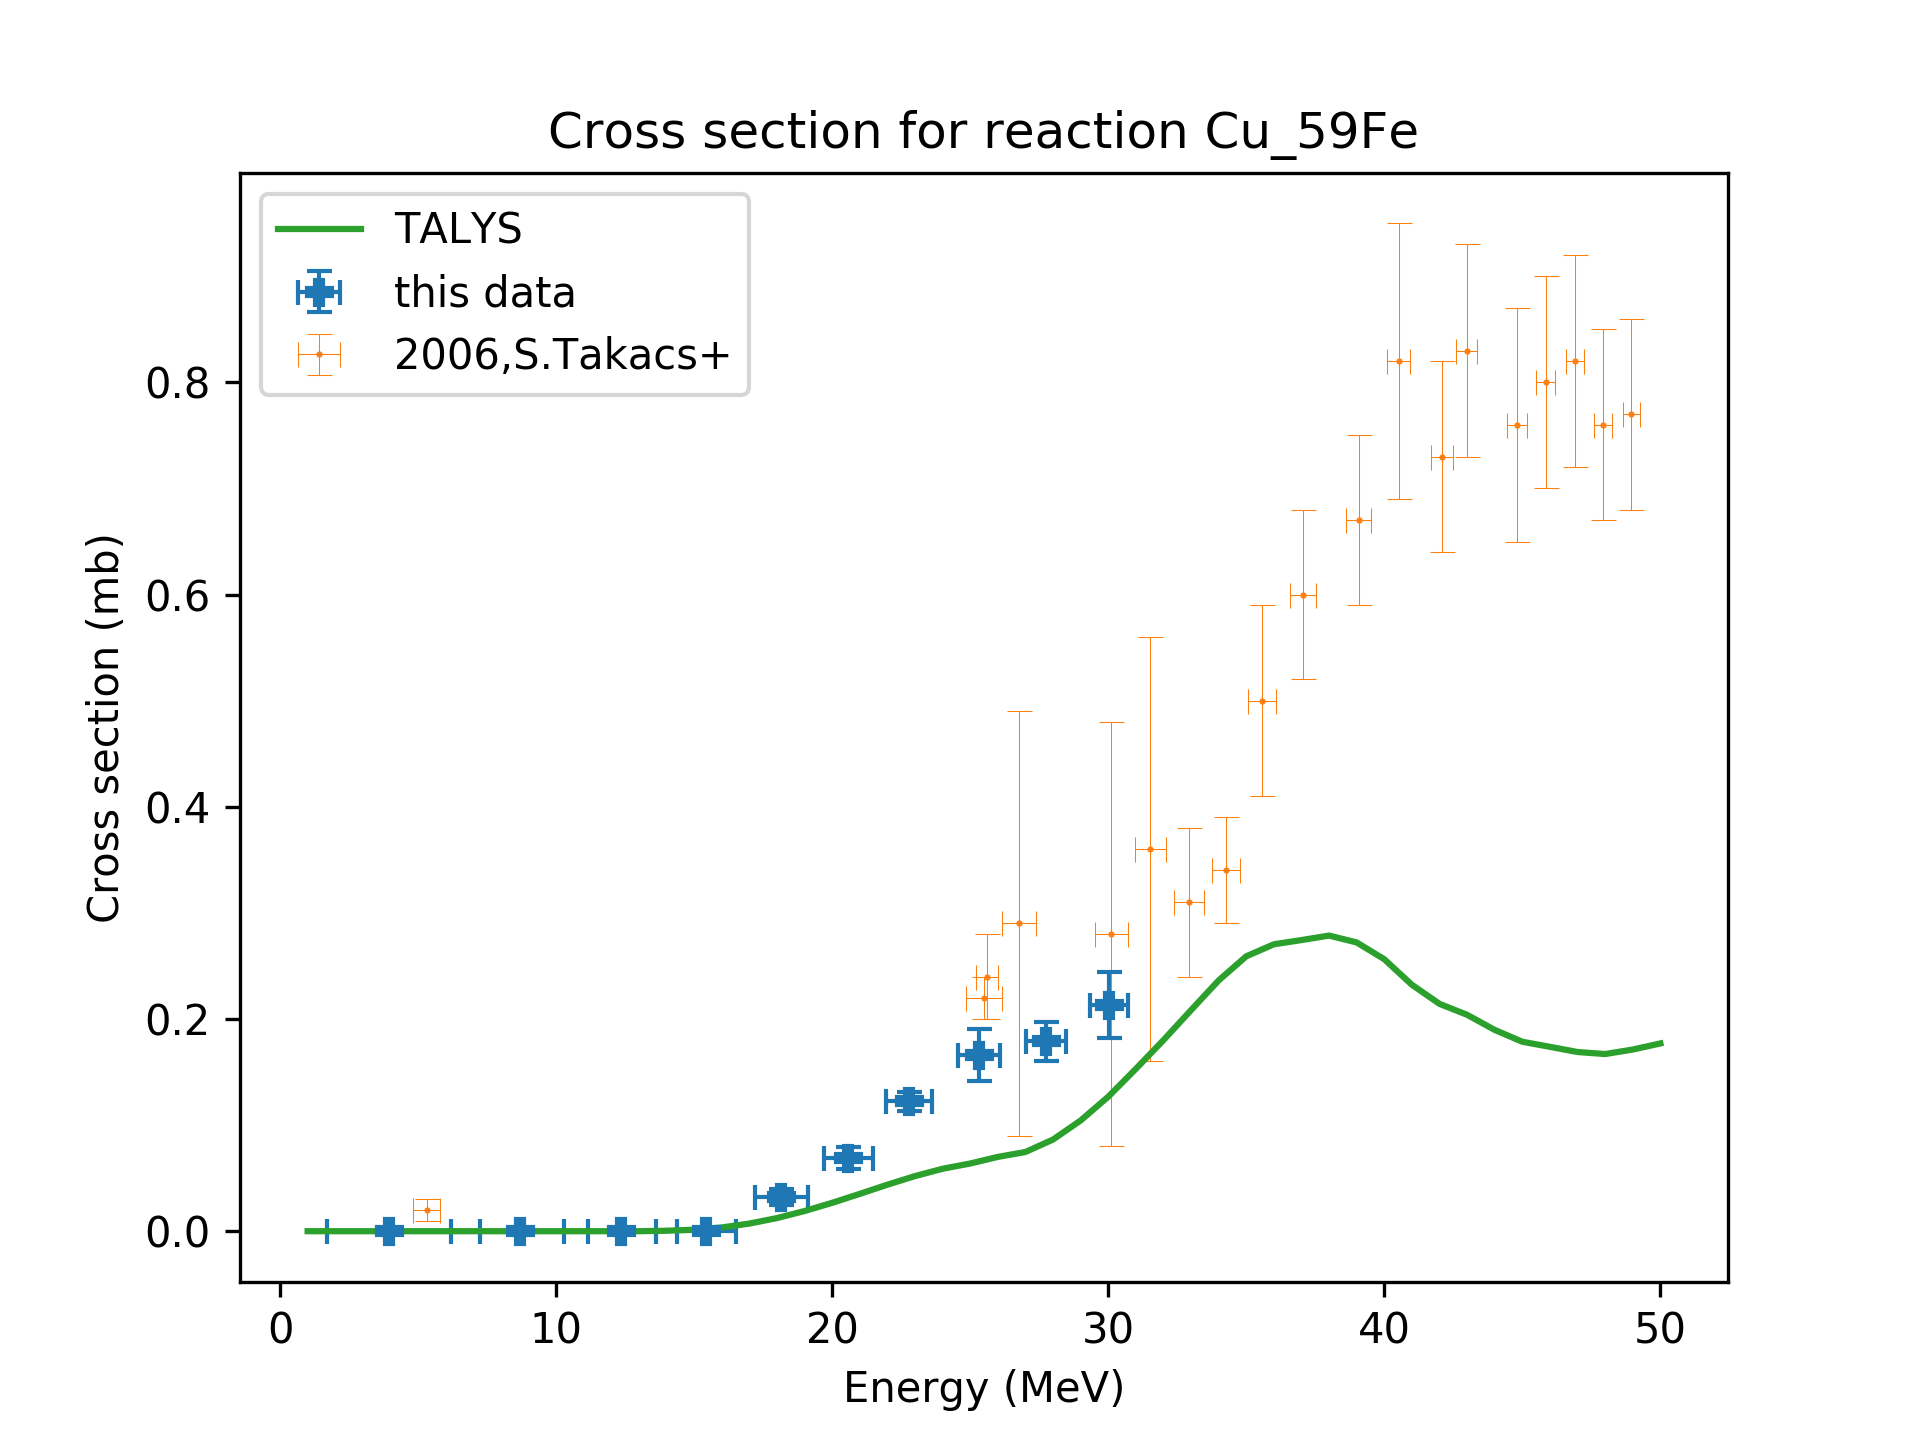 Cross section for reaction Cu_59Fe
TALYS
this data
2006,S.Takacs+
Cross section (mb)
0.8
0.6
0.4
0.2
0.0
0 10 20 30 40 50
Energy (MeV)